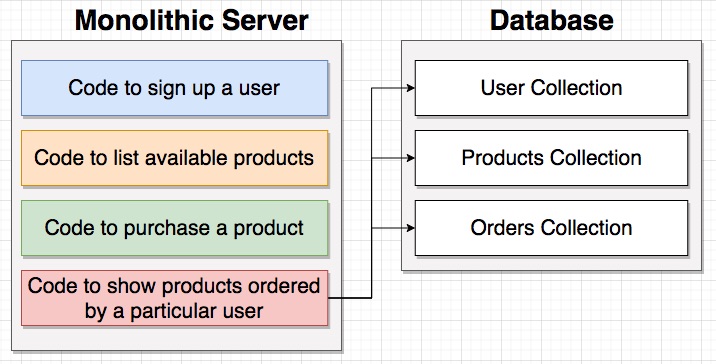 Monolithic Server
Database
Code to sign up a user
User Collection
Code to list available products
Products Collection
Code to purchase a product
Orders Collection
Code to show products ordered
by a particular user